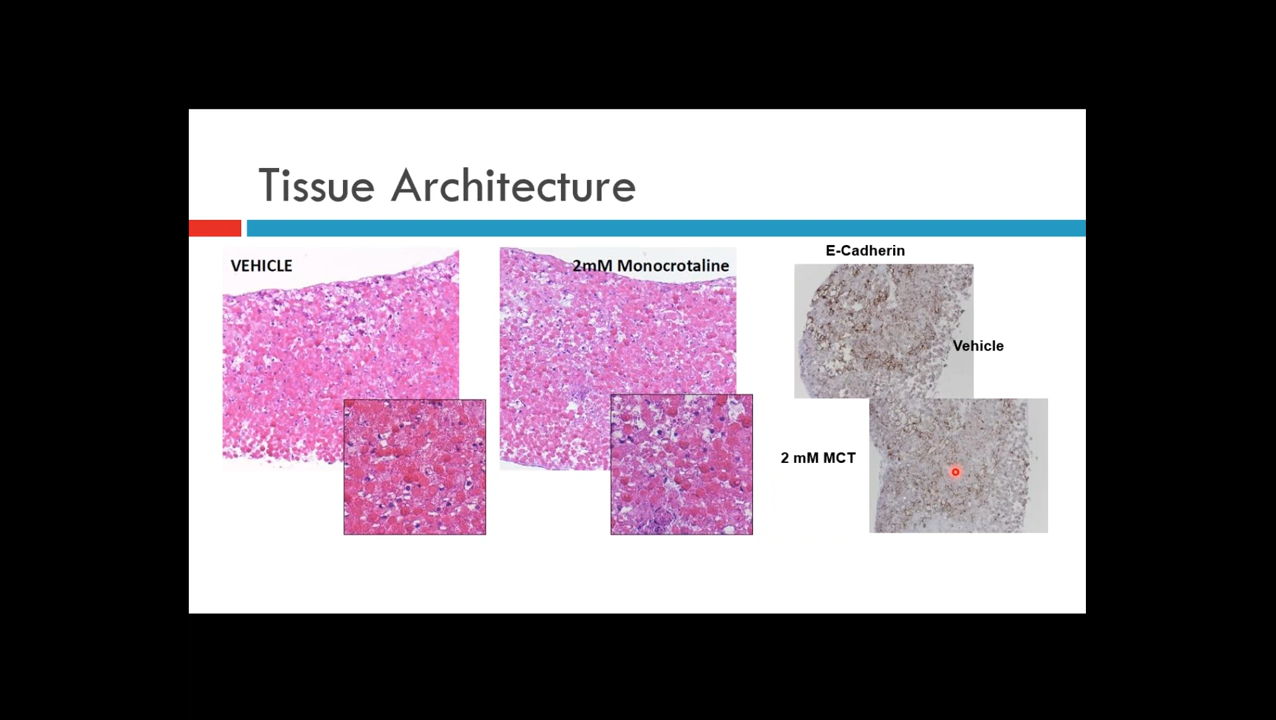 Tissue Architecture
VEHICLE
2mM Monocrotaline
E-Cadherin
Vehicle
2 mM MCT